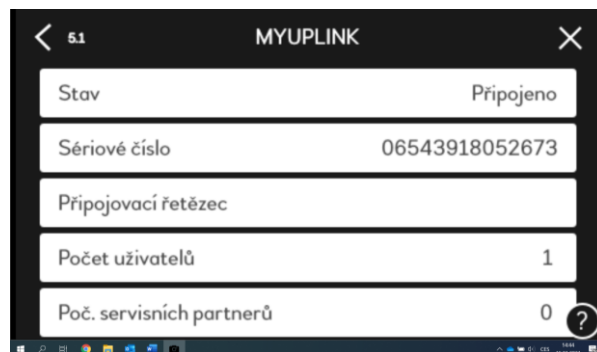 5.1 MYUPLINK
Stav Připojeno
Sériové číslo 06543918052673
Připojovací řetězec
Počet uživatelů 1
Poč. servisních partnerů 0
?